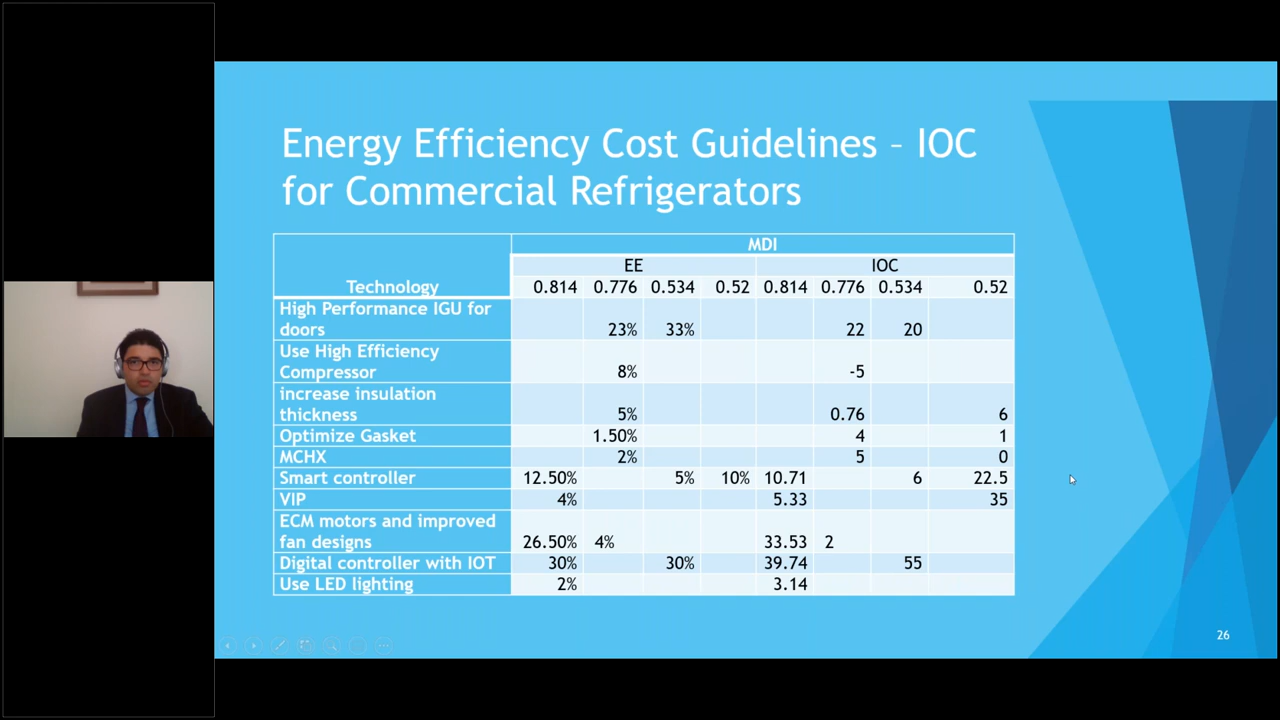 Energy Efficiency Cost Guidelines – IOC
for Commercial Refrigerators
MDI
EE IOC
Technology 0.814 0.776 0.534 0.52 0.814 0.776 0.534 0.52
High Performance IGU for
doors 23% 33% 22 20
Use High Efficiency
Compressor 8% -5
increase insulation
thickness 5% 0.76 6
Optimize Gasket 1.50% 4 1
MCHX 2% 5 0
Smart controller 12.50% 5% 10% 10.71 6 22.5
VIP 4% 5.33 35
ECM motors and improved
fan designs 26.50% 4% 33.53 2
Digital controller with IOT 30% 30% 39.74 55
Use LED lighting 2% 3.14
26